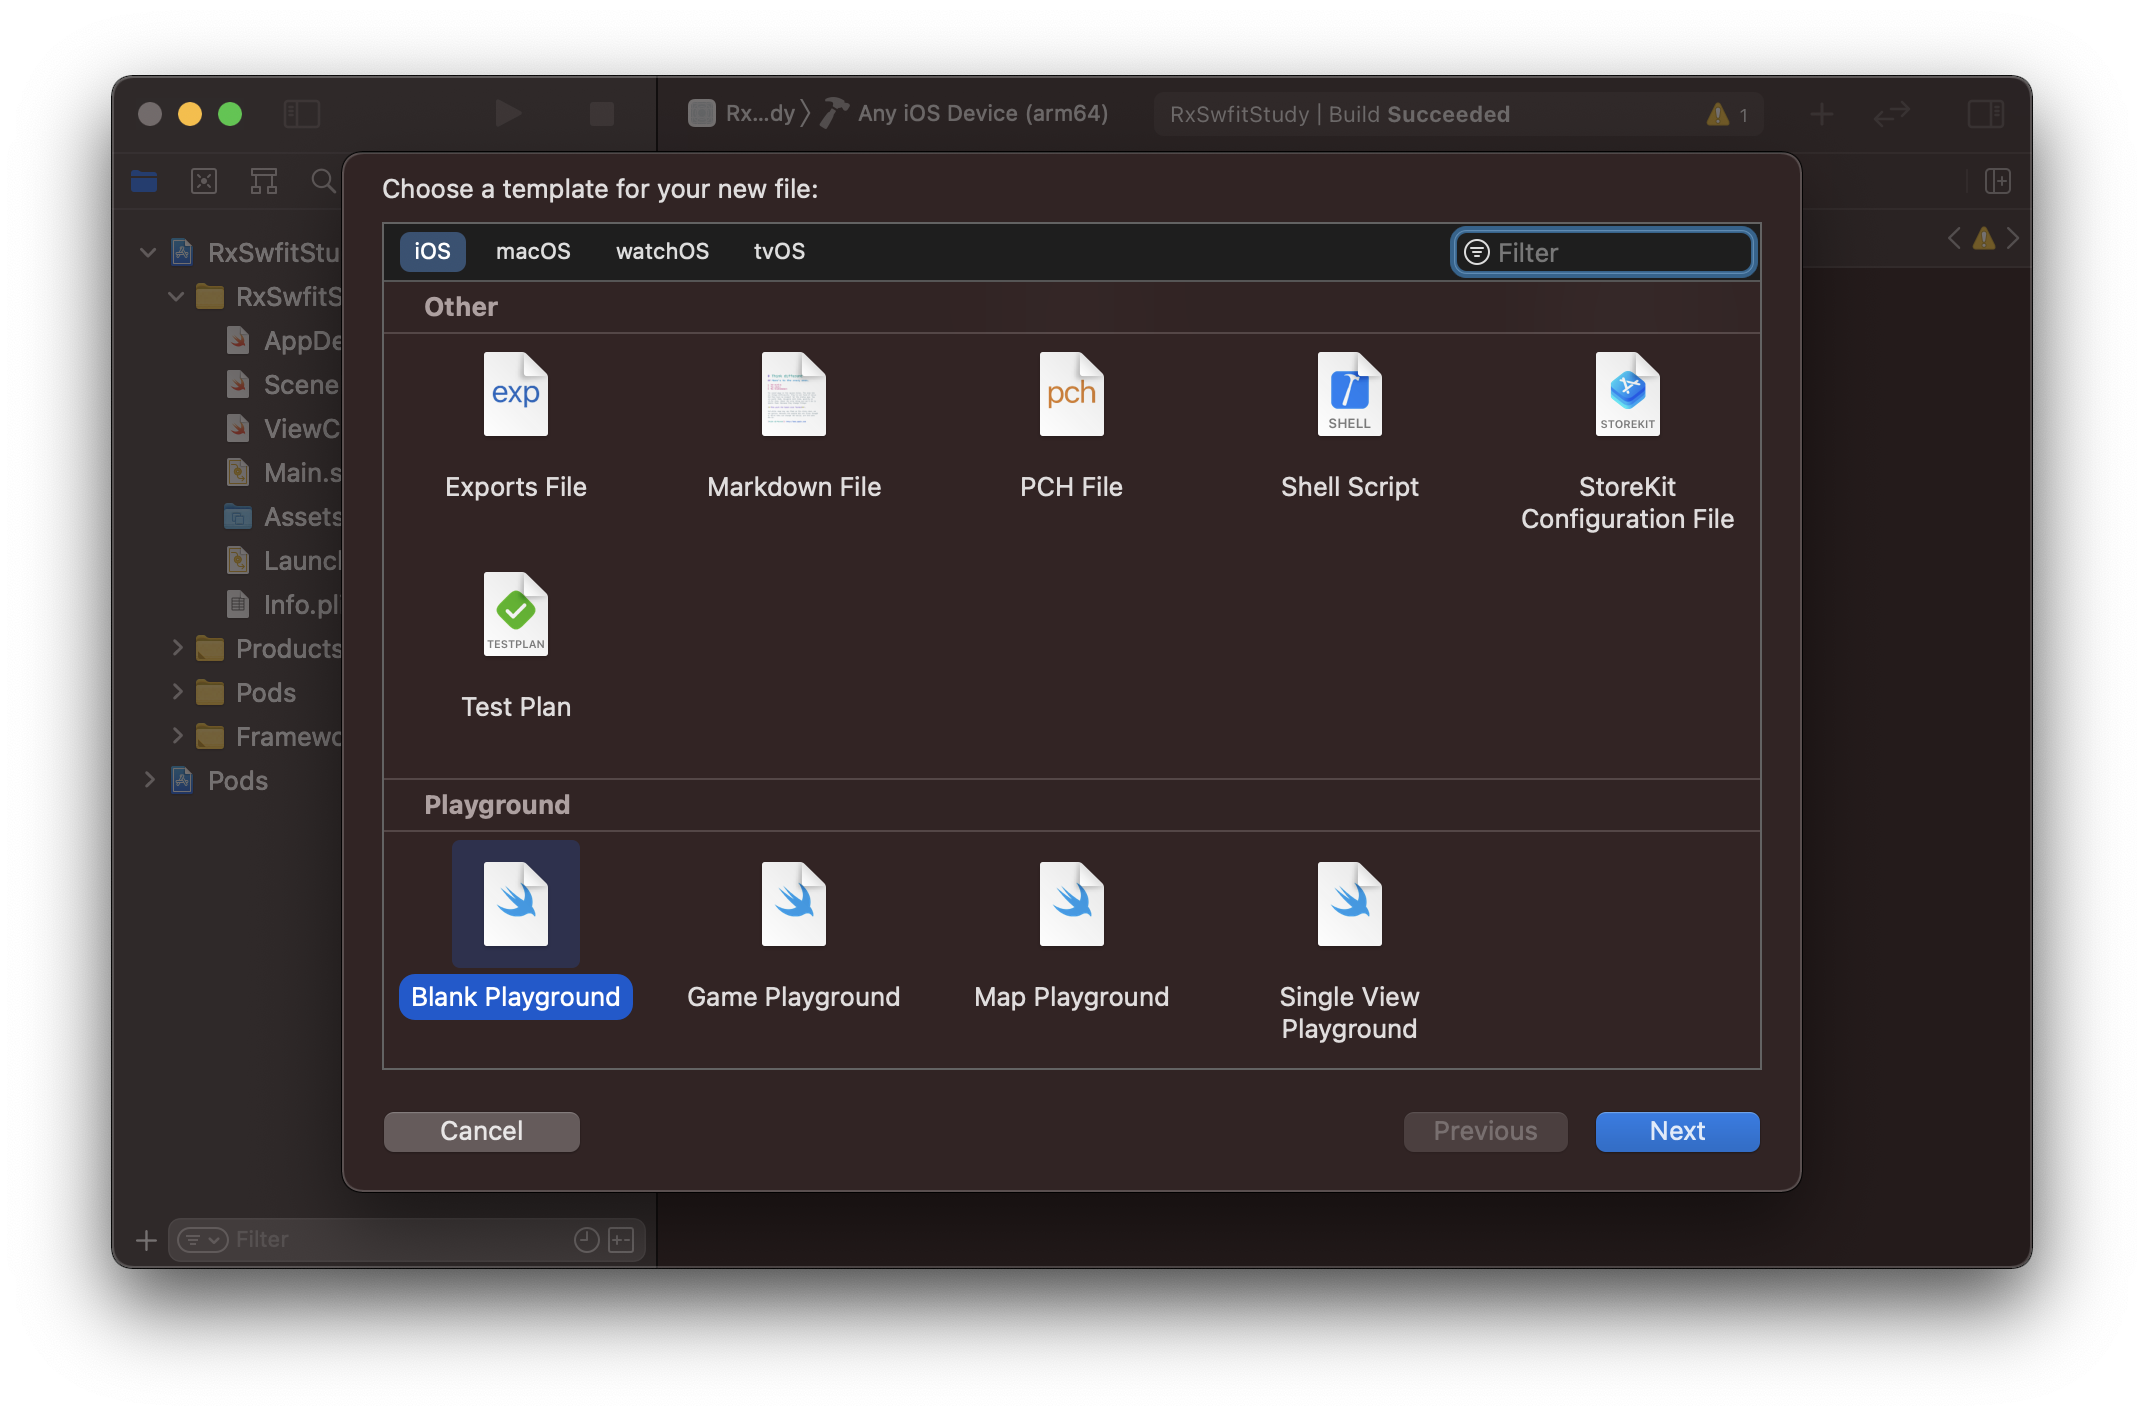 Rx...dy
Any iOS Device (arm64)
RxSwfitStudy | Build Succeeded
1
Choose a template for your new file:
iOS
macOS
watchOS
tvOS
Filter
RxSwfitStu
RxSwfitS
AppDe
Scene
ViewC
Main.s
Assets
Launcl
Info.pl
Products
Pods
Framewo
Pods
Other
exp
pch
SHELL
STOREKIT
Exports File
Markdown File
PCH File
Shell Script
StoreKit
Configuration File
TESTPLAN
Test Plan
Playground
Blank Playground
Game Playground
Map Playground
Single View
Playground
Cancel
Previous
Next
Filter